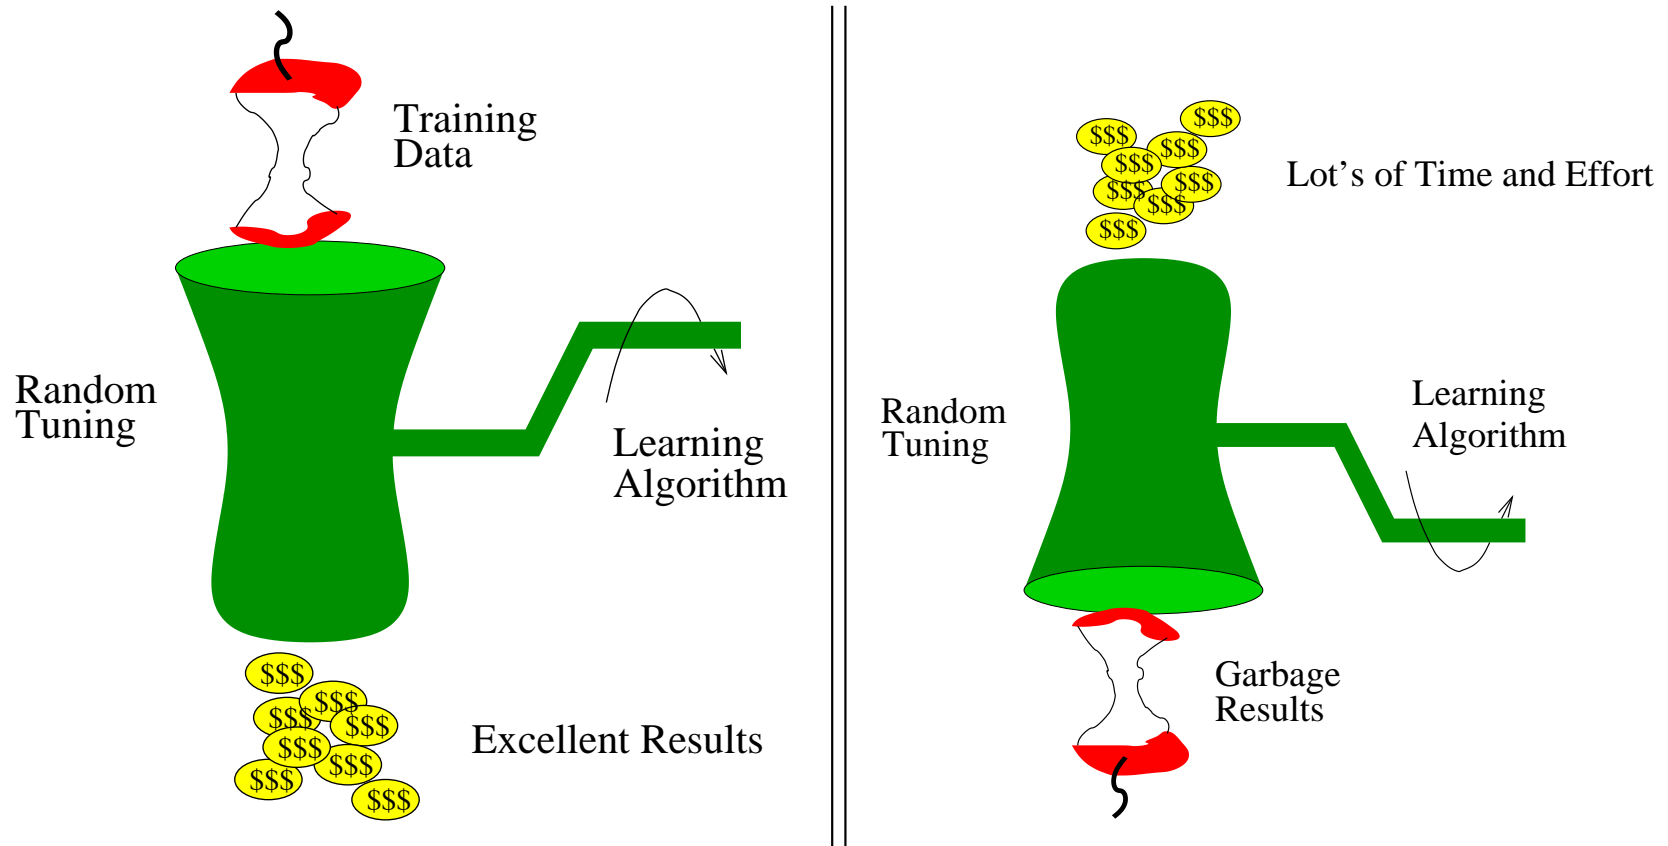 Training
Data
Random
Tuning
Learning
Algorithm
$$$
$$$
$$$
$$$
$$$
$$$
$$$
$$$
Excellent Results
$$$
$$$
$$$
$$$
$$$
$$$
$$$
$$$
Lot's of Time and Effort
Random
Tuning
Learning
Algorithm
Garbage
Results